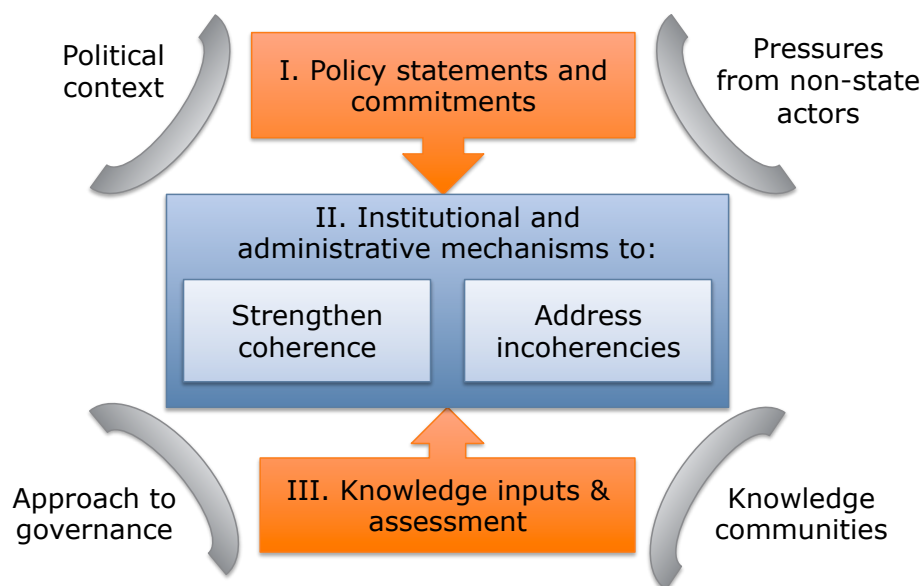 Political
context
I. Policy statements and
commitments
Pressures
from non-state
actors
II. Institutional and
administrative mechanisms to:
Strengthen
coherence
Address
incoherencies
Approach to
governance
III. Knowledge inputs &
assessment
Knowledge
communities